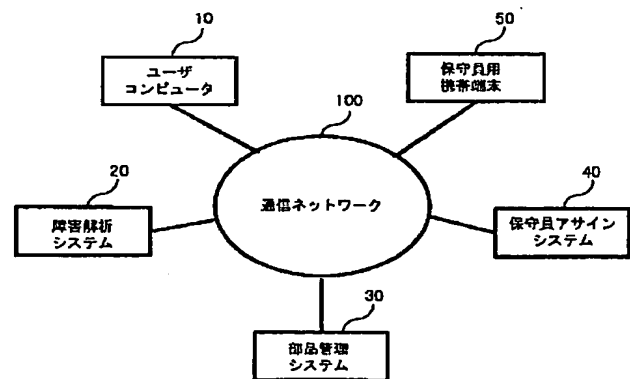 10
ユーザ
コンピュータ
50
保守員用
携帯端末
100
通信ネットワーク
20
障害解析
システム
40
保守員アサイン
システム
30
部品管理
システム